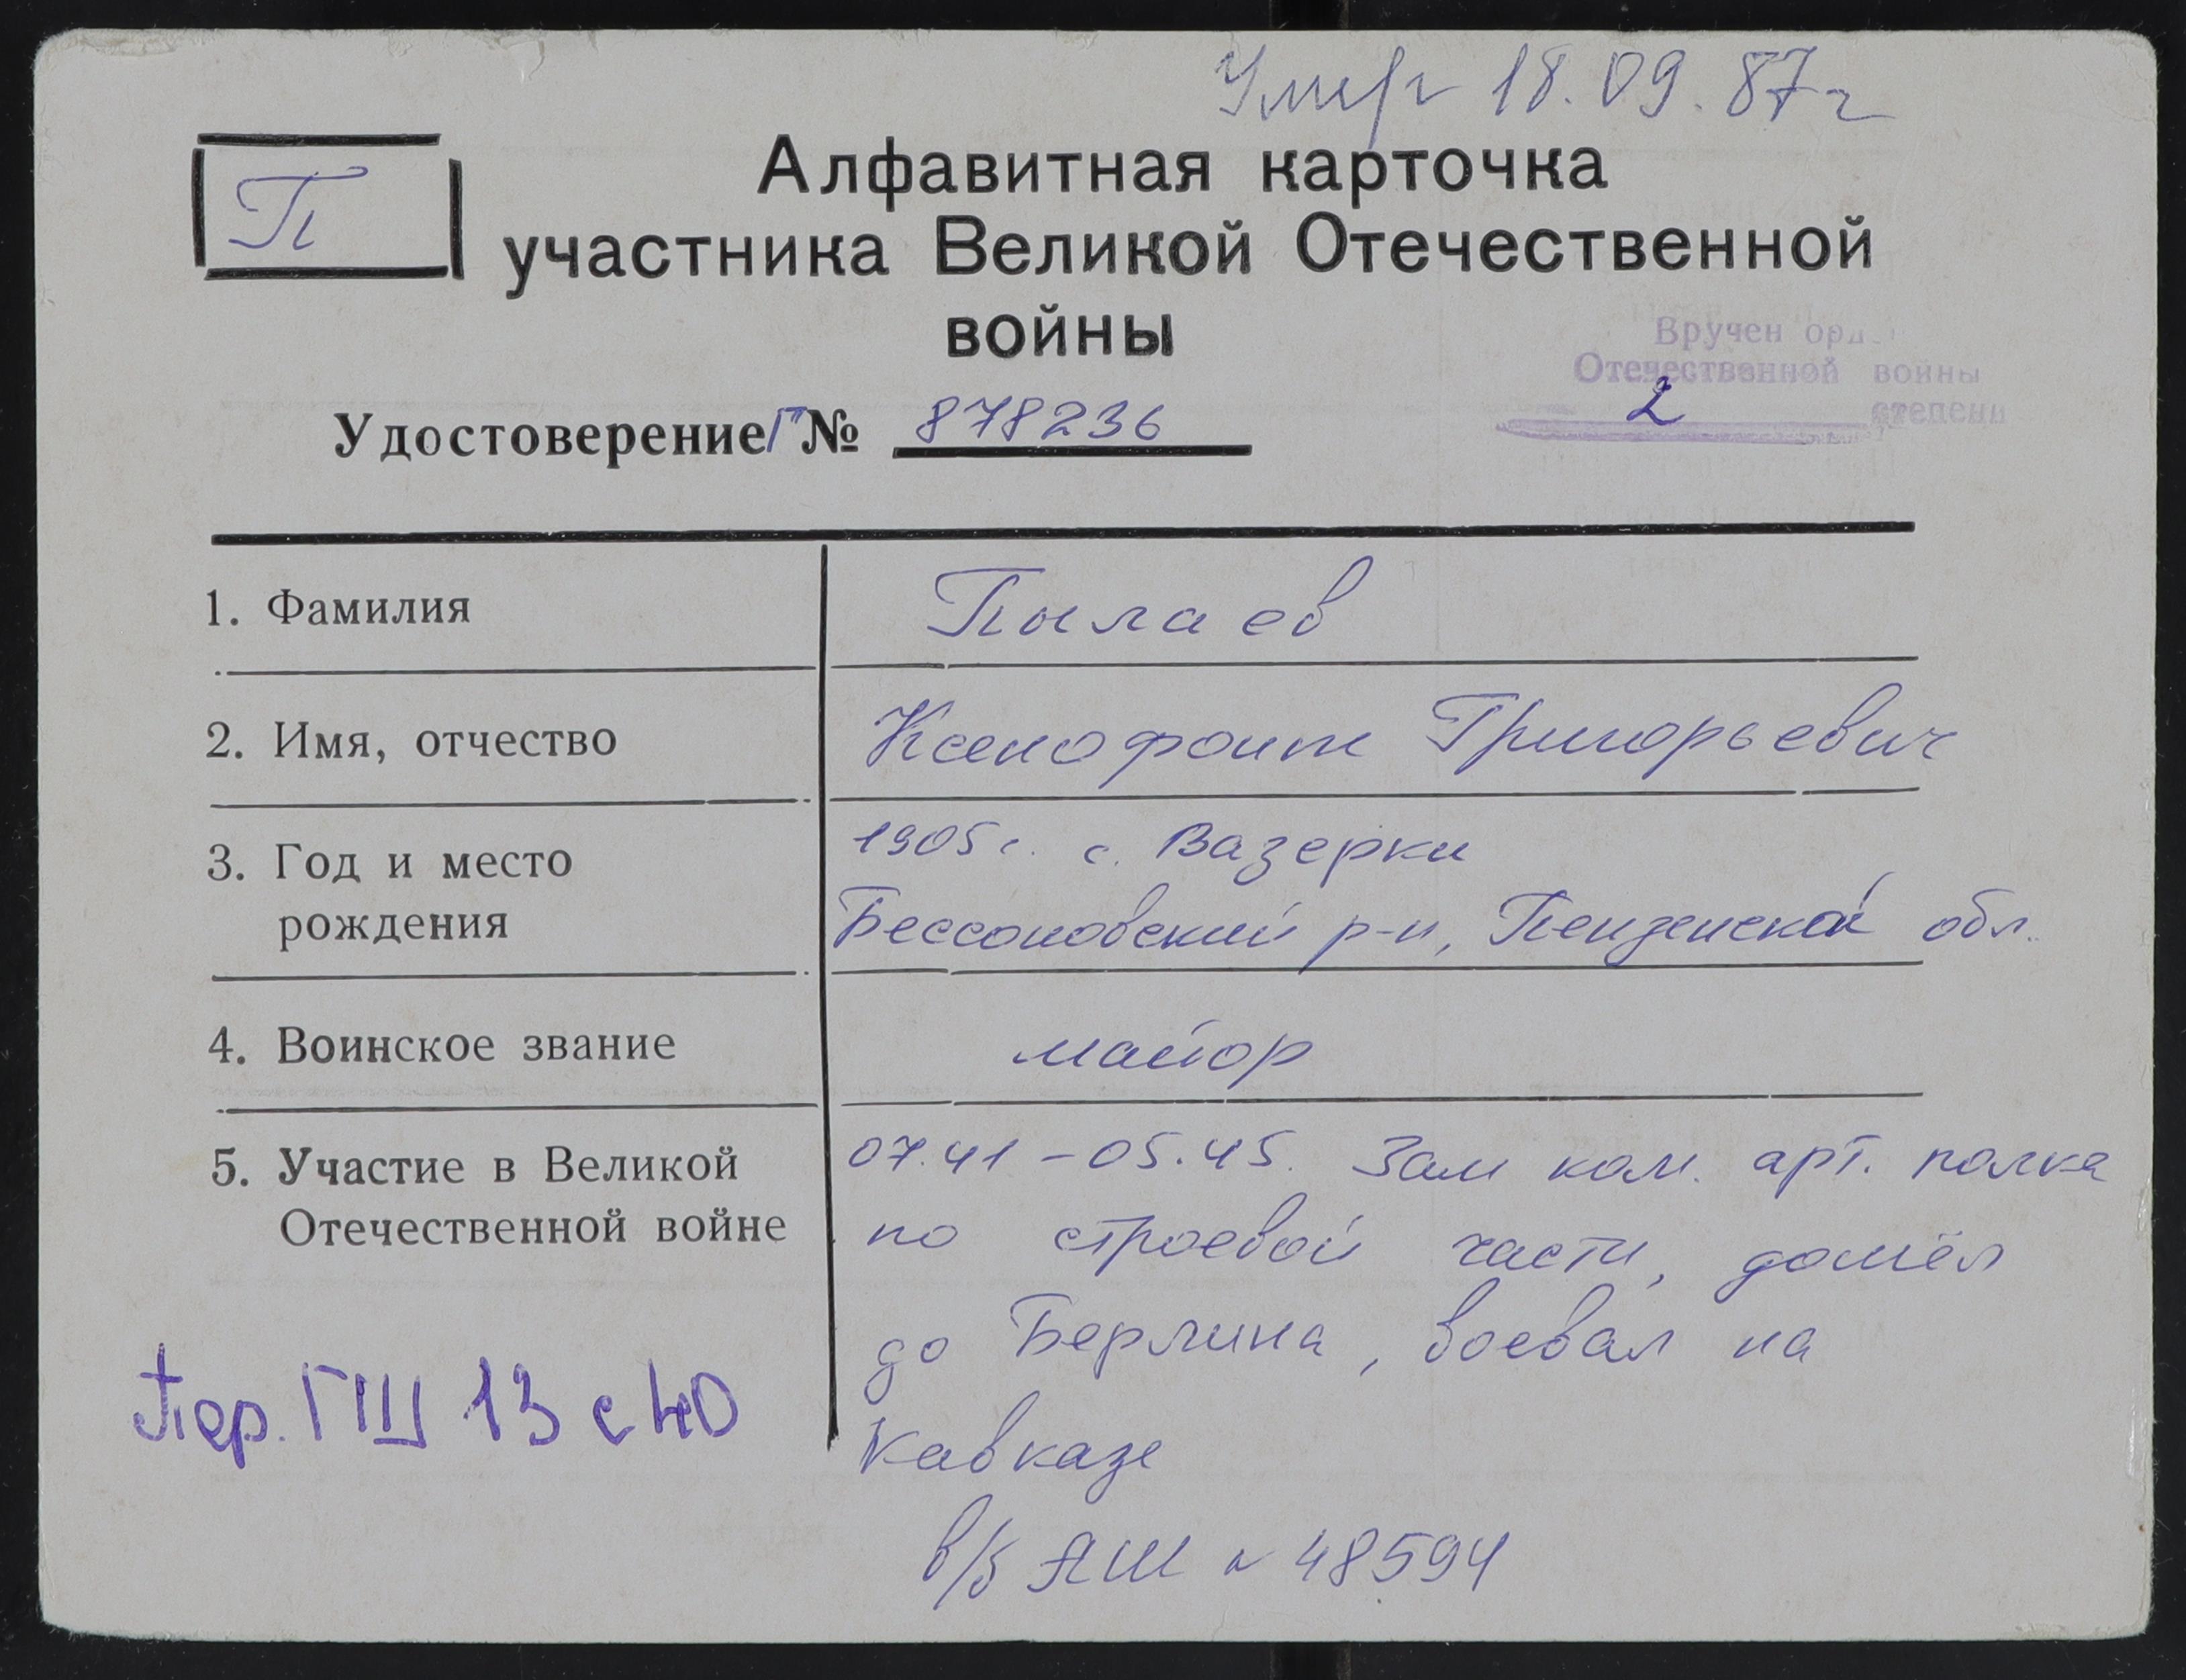 Умер 18.09.87г
П
Алфавитная карточка
участника Великой Отечественной
войны
Вручен орд
Отечественной войны
2 степени
Удостоверение Г № 878236
1. Фамилия Пылаев
2. Имя, отчество Ксенофонт Григорьевич
3. Год и место 1905г. с. Вазерки
рождения Бессоновский р-н, Пензенской обл.
4. Воинское звание майор
5. Участие в Великой 07.41-05.45. Зам ком. арт. полка
Отечественной войне по строевой части, дошёл
до Берлина, воевал на
Кавказе
Пер. ГШ 13 с 40
в/б АШ № 48594